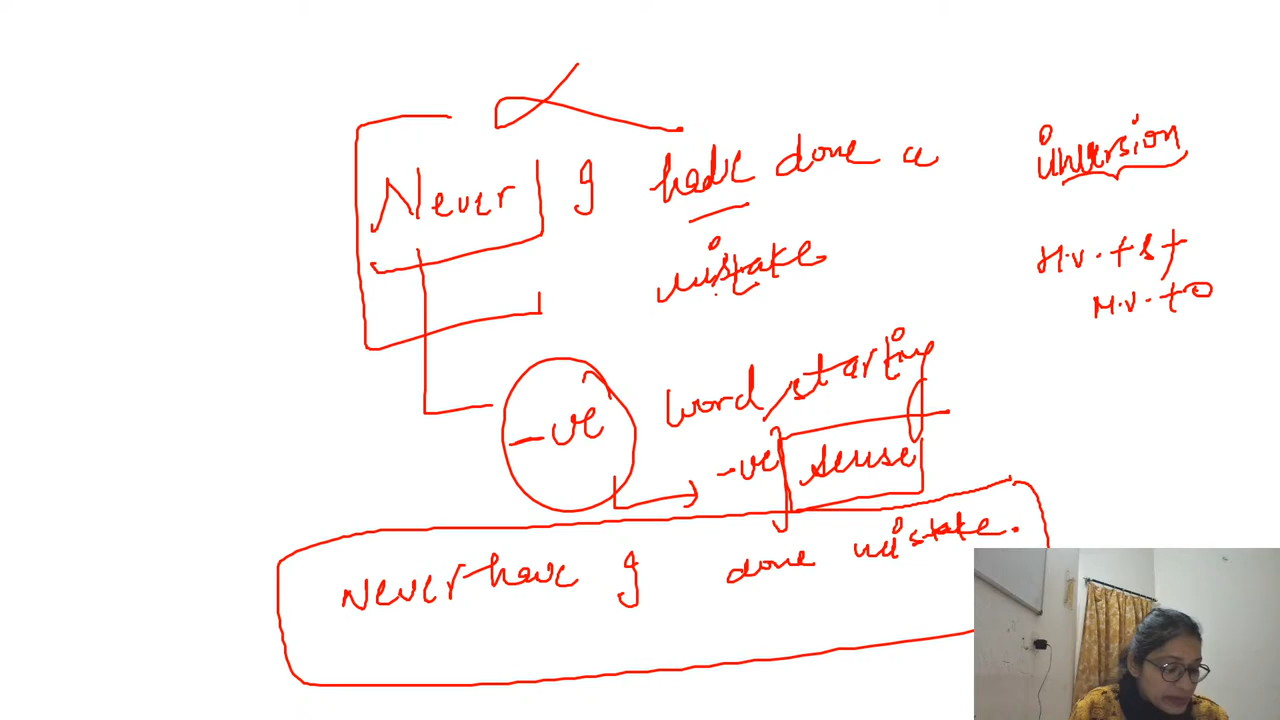 Never I have done a
mistake
inversion
H.v. + s +
M.v. + O
-ve word starting
-ve sense
Never have I done mistake.